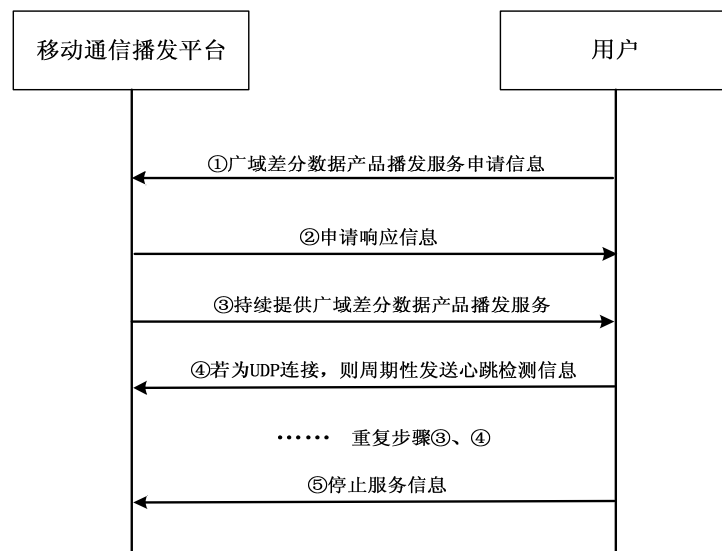 移动通信播发平台
用户
①广域差分数据产品播发服务申请信息
②申请响应信息
③持续提供广域差分数据产品播发服务
④若为UDP连接，则周期性发送心跳检测信息
…… 重复步骤③、④
⑤停止服务信息